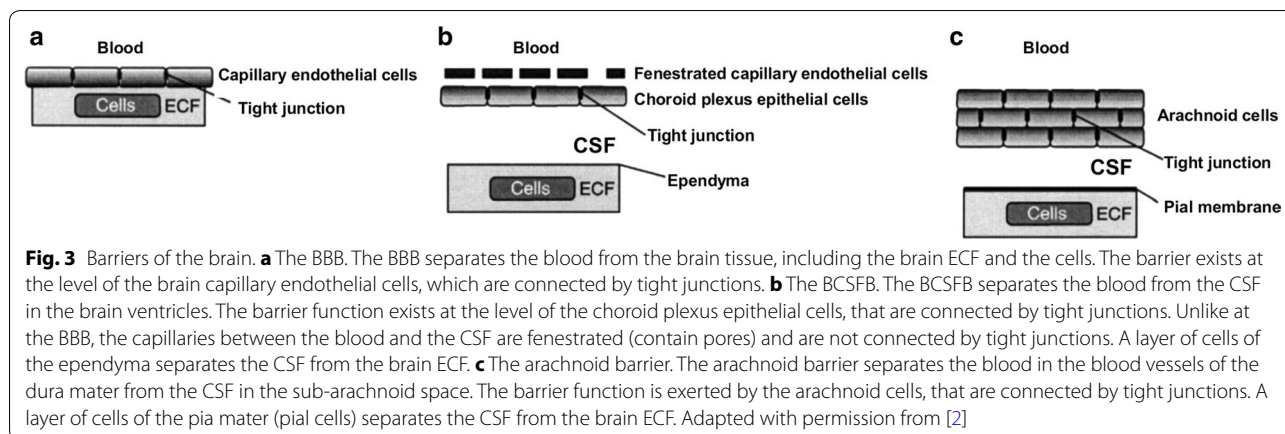 a
Blood
Capillary endothelial cells
Tight junction
Cells
ECF
b
Blood
Fenestrated capillary endothelial cells
Choroid plexus epithelial cells
Tight junction
CSF
Ependyma
Cells
ECF
c
Blood
Arachnoid cells
Tight junction
CSF
Pial membrane
Cells
ECF
Fig. 3 Barriers of the brain. a The BBB. The BBB separates the blood from the brain tissue, including the brain ECF and the cells. The barrier exists at
the level of the brain capillary endothelial cells, which are connected by tight junctions. b The BCSFB. The BCSFB separates the blood from the CSF
in the brain ventricles. The barrier function exists at the level of the choroid plexus epithelial cells, that are connected by tight junctions. Unlike at
the BBB, the capillaries between the blood and the CSF are fenestrated (contain pores) and are not connected by tight junctions. A layer of cells of
the ependyma separates the CSF from the brain ECF. c The arachnoid barrier. The arachnoid barrier separates the blood in the blood vessels of the
dura mater from the CSF in the sub-arachnoid space. The barrier function is exerted by the arachnoid cells, that are connected by tight junctions. A
layer of cells of the pia mater (pial cells) separates the CSF from the brain ECF. Adapted with permission from [2]